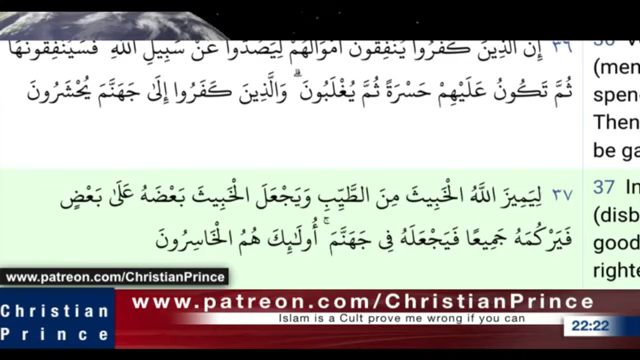 ٣٦ إِنَّ الَّذِينَ كَفَرُوا يُنفِقُونَ أَمْوَالَهُمْ لِيَصُدُّوا عَن سَبِيلِ اللَّهِ فَسَيُنفِقُونَهَا
ثُمَّ تَكُونُ عَلَيْهِمْ حَسْرَةً ثُمَّ يُغْلَبُونَ ۗ وَالَّذِينَ كَفَرُوا إِلَىٰ جَهَنَّمَ يُحْشَرُونَ
(men
spen
Then
be ga
٣٧ لِيَمِيزَ اللَّهُ الْخَبِيثَ مِنَ الطَّيِّبِ وَيَجْعَلَ الْخَبِيثَ بَعْضَهُ عَلَىٰ بَعْضٍ
فَيَرْكُمَهُ جَمِيعًا فَيَجْعَلَهُ فِي جَهَنَّمَ ۚ أُولَٰئِكَ هُمُ الْخَاسِرُونَ
37 In
(disb
good
righte
www.patreon.com/ChristianPrince
Christian
Prince
www.patreon.com/ChristianPrince
Islam is a Cult prove me wrong if you can
22:22